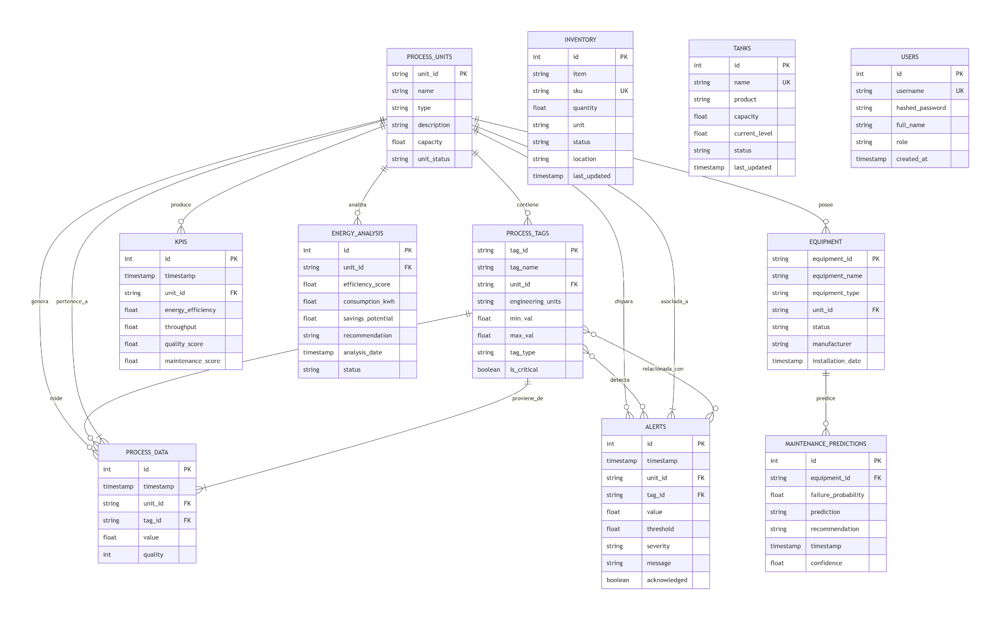 PROCESS_UNITS
string unit_id PK
string name
string type
string description
float capacity
string unit_status
INVENTORY
int id PK
string item
string sku UK
float quantity
string unit
string status
string location
timestamp last_updated
TANKS
int id PK
string name UK
string product
float capacity
float current_level
string status
timestamp last_updated
USERS
int id PK
string username UK
string hashed_password
string full_name
string role
timestamp created_at
produce
analiza
contiene
posee
KPIS
int id PK
timestamp timestamp
string unit_id FK
float energy_efficiency
float throughput
float quality_score
float maintenance_score
ENERGY_ANALYSIS
int id PK
string unit_id FK
float efficiency_score
float consumption_kwh
float savings_potential
string recommendation
timestamp analysis_date
string status
PROCESS_TAGS
string tag_id PK
string tag_name
string unit_id FK
string engineering_units
float min_val
float max_val
string tag_type
boolean is_critical
EQUIPMENT
string equipment_id PK
string equipment_name
string equipment_type
string unit_id FK
string status
string manufacturer
timestamp installation_date
genera
pertenece_a
dispara
asociada_a
relacionada_con
detecta
mide
proviene_de
predice
PROCESS_DATA
int id PK
timestamp timestamp
string unit_id FK
string tag_id FK
float value
int quality
ALERTS
int id PK
timestamp timestamp
string unit_id FK
string tag_id FK
float value
float threshold
string severity
string message
boolean acknowledged
MAINTENANCE_PREDICTIONS
int id PK
string equipment_id FK
float failure_probability
string prediction
string recommendation
timestamp timestamp
float confidence